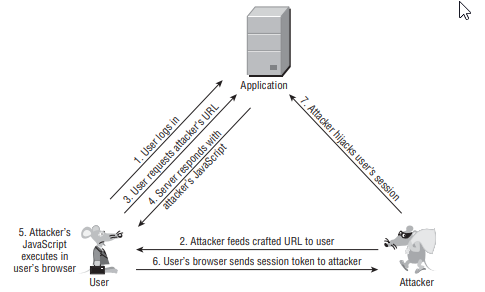 Application
1. User logs in
3. User requests attacker's URL
4. Server responds with
attacker's JavaScript
7. Attacker hijacks user's session
5. Attacker's
JavaScript
executes in
user's browser
2. Attacker feeds crafted URL to user
6. User's browser sends session token to attacker
User
Attacker